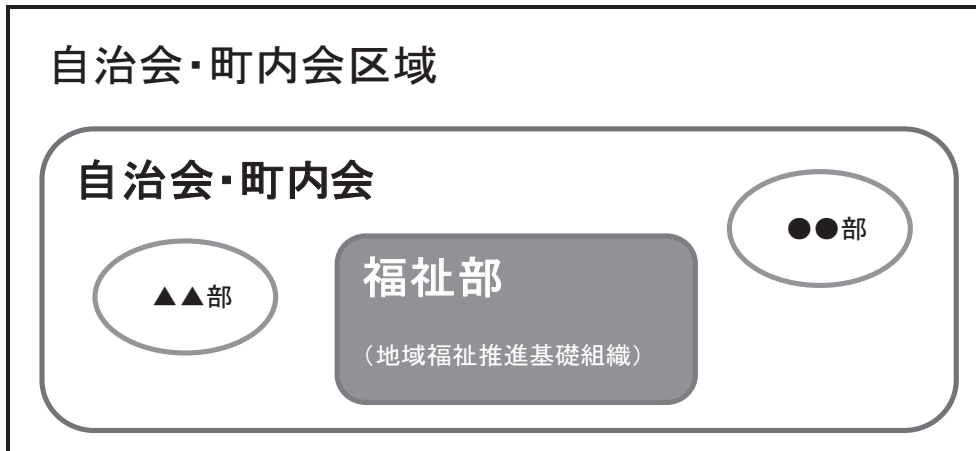 自治会・町内会区域
自治会・町内会
●●部
▲▲部
福祉部
（地域福祉推進基礎組織）